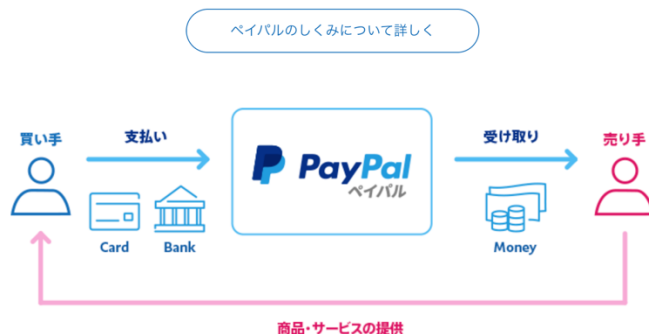 ペイパルのしくみについて詳しく
買い手
支払い
受け取り
売り手
PayPal
ペイパル
Card
Bank
Money
商品・サービスの提供